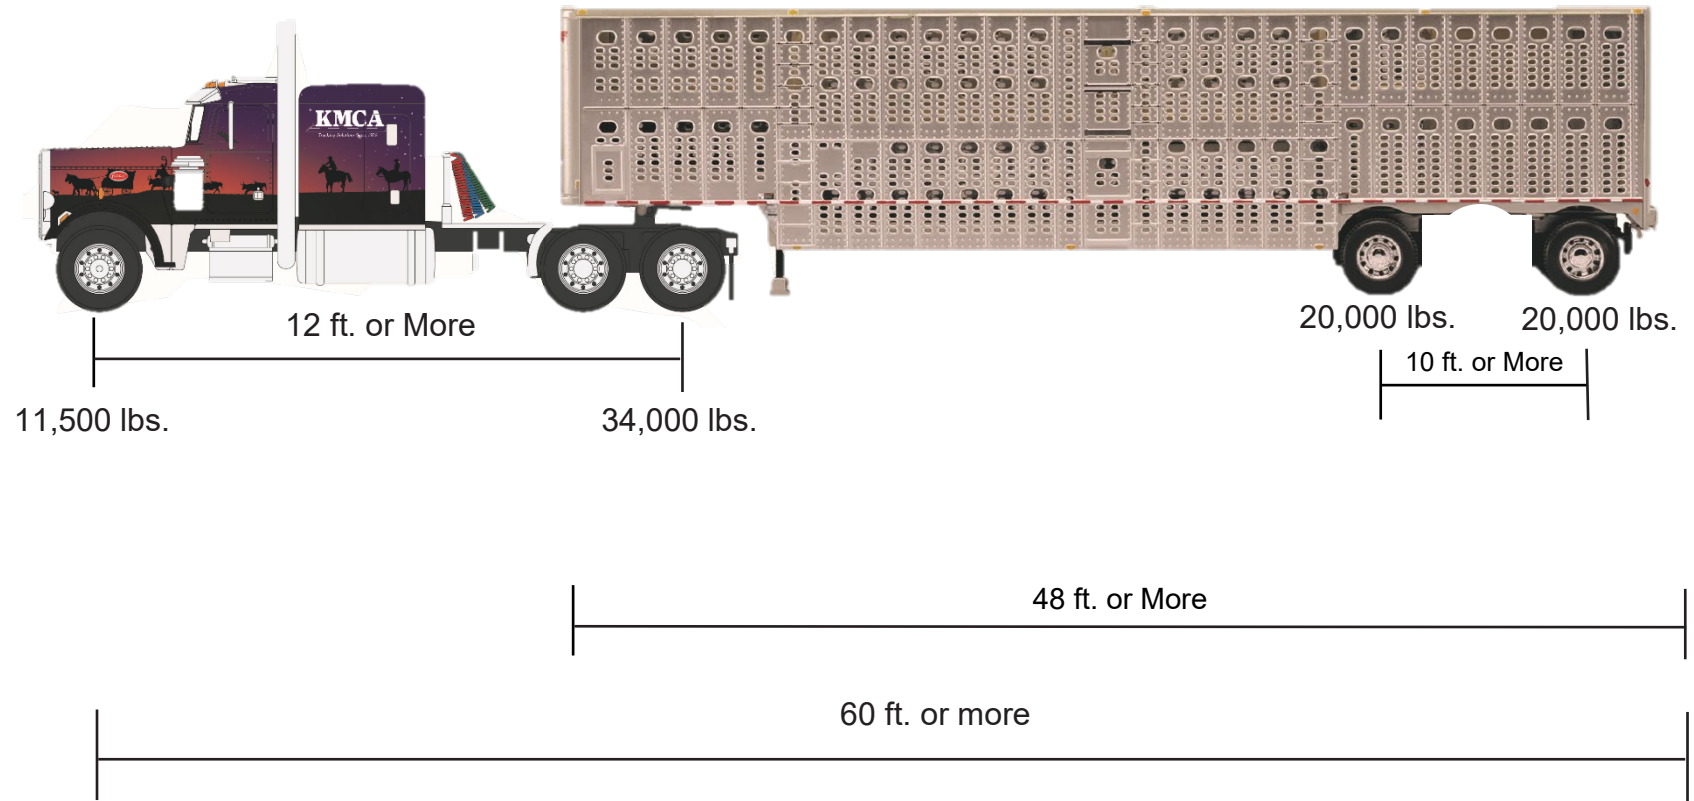 KMCA
20,000 lbs.
20,000 lbs.
12 ft. or More
10 ft. or More
11,500 lbs.
34,000 lbs.
48 ft. or More
60 ft. or more